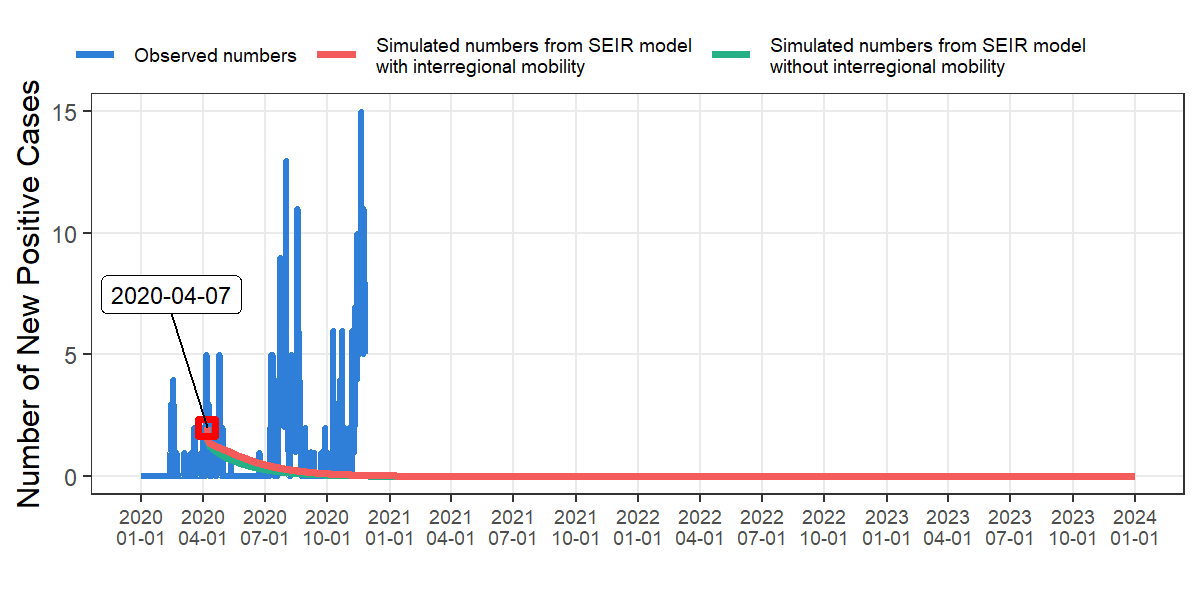 Observed numbers
Simulated numbers from SEIR model
with interregional mobility
Simulated numbers from SEIR model
without interregional mobility
Number of New Positive Cases
15
10
5
0
2020-04-07
2020 2020 2020 2020 2021 2021 2021 2021 2022 2022 2022 2022 2023 2023 2023 2023 2024
01-01 04-01 07-01 10-01 01-01 04-01 07-01 10-01 01-01 04-01 07-01 10-01 01-01 04-01 07-01 10-01 01-01